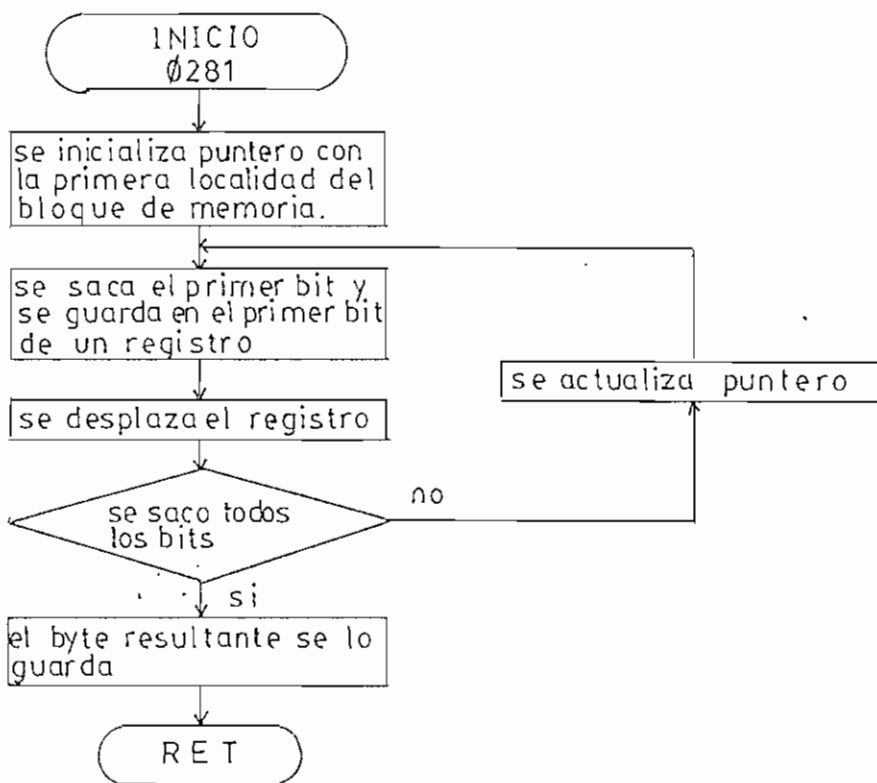 INICIO
Ø281
se inicializa puntero con
la primera localidad del
bloque de memoria.
se saca el primer bit y
se guarda en el primer bit
de un registro
se actualiza puntero
se desplaza el registro
no
se saco todos
los bits
si
el byte resultante se lo
guarda
RET